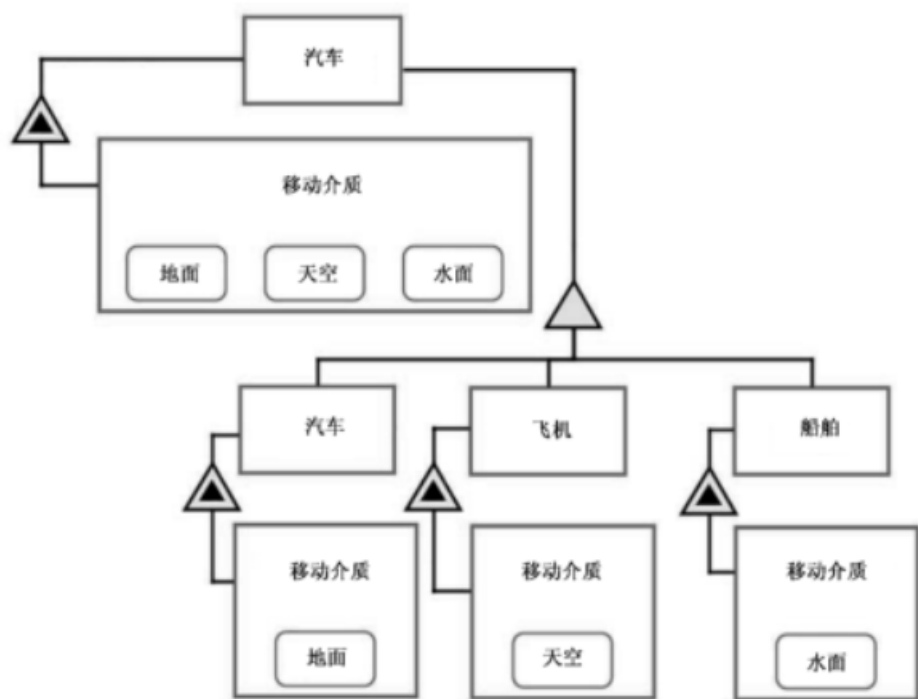 汽车
移动介质
地面 天空 水面
汽车 飞机 船舶
移动介质 移动介质 移动介质
地面 天空 水面